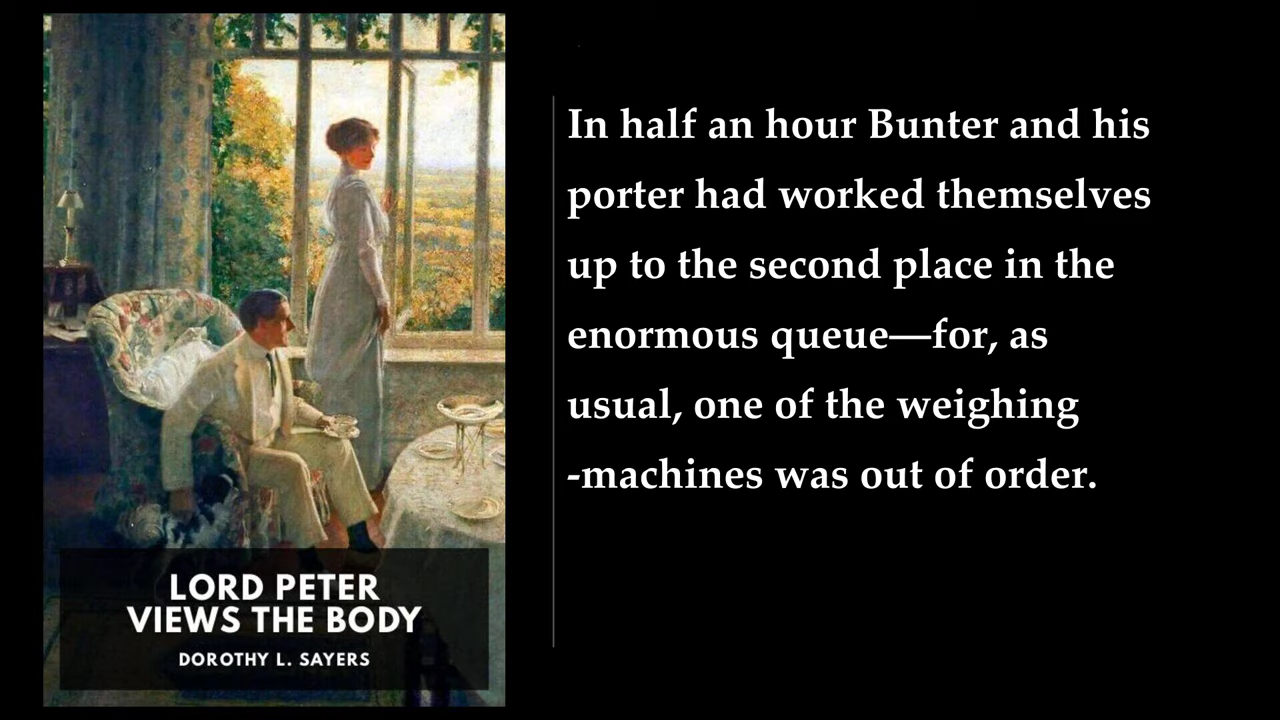 LORD PETER
VIEWS THE BODY
DOROTHY L. SAYERS
In half an hour Bunter and his
porter had worked themselves
up to the second place in the
enormous queue—for, as
usual, one of the weighing
-machines was out of order.